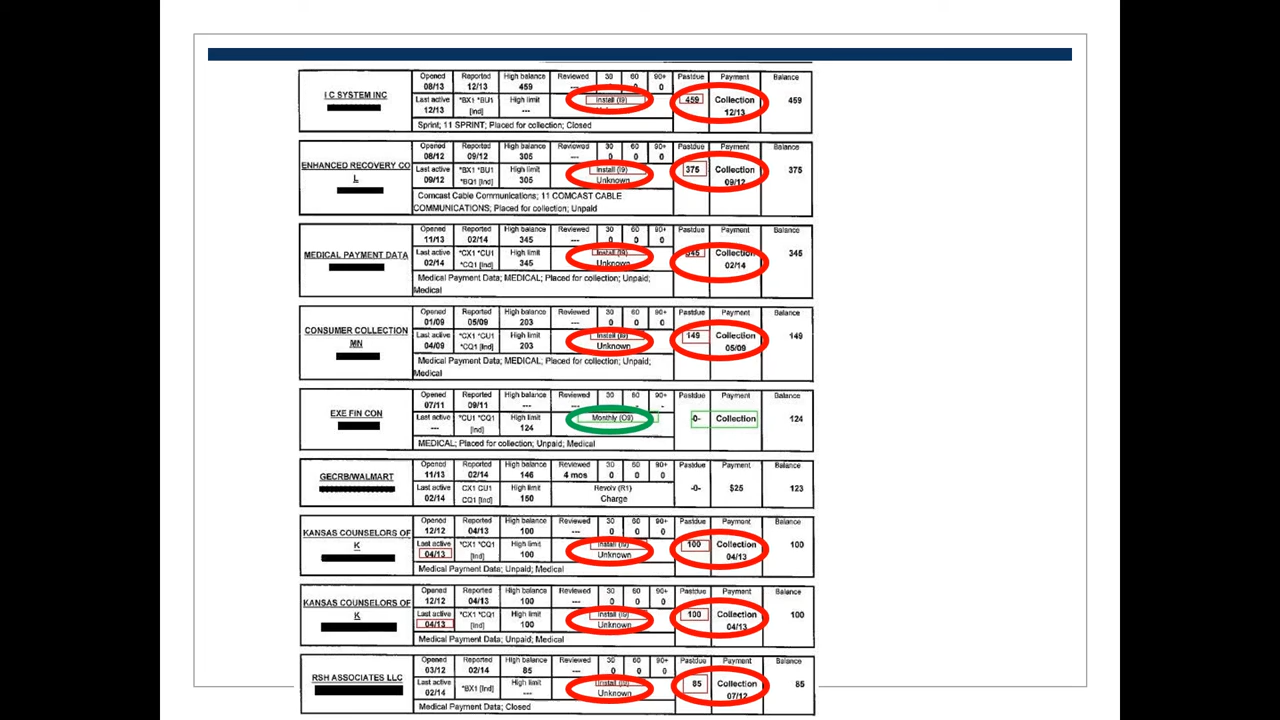 Opened Reported High balance Reviewed 30 60 90+ Pastdue Payment Balance
I C SYSTEM INC 08/13 12/13 459 --- 0 0 0 459 Collection 459
Last active *BX1 *BU1 High limit Install (I9)
12/13 [Ind] --- 12/13
Sprint; 11 SPRINT; Placed for collection; Closed
Opened Reported High balance Reviewed 30 60 90+ Pastdue Payment Balance
ENHANCED RECOVERY CO 08/12 09/12 305 --- 0 0 0 375 Collection 375
L Last active *BX1 *BU1 High limit Install (I9)
09/12 *BQ1 [Ind] 305 Unknown 09/12
Comcast Cable Communications; 11 COMCAST CABLE
COMMUNICATIONS; Placed for collection; Unpaid
Opened Reported High balance Reviewed 30 60 90+ Pastdue Payment Balance
MEDICAL PAYMENT DATA 11/13 02/14 345 --- 0 0 0 345 Collection 345
Last active *CX1 *CU1 High limit Install (I9)
02/14 *CQ1 [Ind] 345 Unknown 02/14
Medical Payment Data; MEDICAL; Placed for collection; Unpaid;
Medical
Opened Reported High balance Reviewed 30 60 90+ Pastdue Payment Balance
CONSUMER COLLECTION 01/09 05/09 203 --- 0 0 0 149 Collection 149
MN Last active *CX1 *CU1 High limit Install (I9)
04/09 *CQ1 [Ind] 203 Unknown 05/09
Medical Payment Data; MEDICAL; Placed for collection; Unpaid;
Medical
Opened Reported High balance Reviewed 30 60 90+ Pastdue Payment Balance
EXE FIN CON 07/11 09/11 --- --- - - - -0- Collection 124
Last active *CU1 *CQ1 High limit Monthly (O9)
--- [Ind] 124
MEDICAL; Placed for collection; Unpaid; Medical
Opened Reported High balance Reviewed 30 60 90+ Pastdue Payment Balance
GECRB/WALMART 11/13 02/14 146 4 mos 0 0 0 -0- $25 123
Last active CX1 CU1 High limit Revolv (R1)
02/14 CQ1 [Ind] 150 Charge
Opened Reported High balance Reviewed 30 60 90+ Pastdue Payment Balance
KANSAS COUNSELORS OF 12/12 04/13 100 --- 0 0 0 100 Collection 100
K Last active *CX1 *CQ1 High limit Install (I9)
04/13 [Ind] 100 Unknown 04/13
Medical Payment Data; Unpaid; Medical
Opened Reported High balance Reviewed 30 60 90+ Pastdue Payment Balance
KANSAS COUNSELORS OF 12/12 04/13 100 --- 0 0 0 100 Collection 100
K Last active *CX1 *CQ1 High limit Install (I9)
04/13 [Ind] 100 Unknown 04/13
Medical Payment Data; Unpaid; Medical
Opened Reported High balance Reviewed 30 60 90+ Pastdue Payment Balance
RSH ASSOCIATES LLC 03/12 02/14 85 --- 0 0 0 85 Collection 85
Last active *BX1 [Ind] High limit Install (I9)
02/14 --- Unknown 07/12
Medical Payment Data; Closed